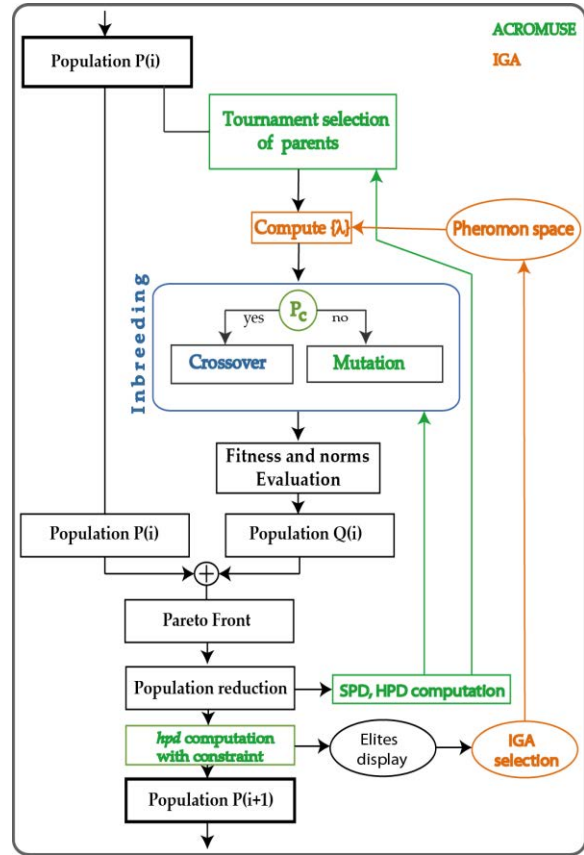 ACROMUSE
IGA
Population P(i)
Tournament selection
of parents
Compute {λ}
Pheromon space
Inbreeding
Pc
yes
no
Crossover
Mutation
Fitness and norms
Evaluation
Population P(i)
Population Q(i)
+
Pareto Front
Population reduction
SPD, HPD computation
hpd computation
with constraint
Elites
display
IGA
selection
Population P(i+1)